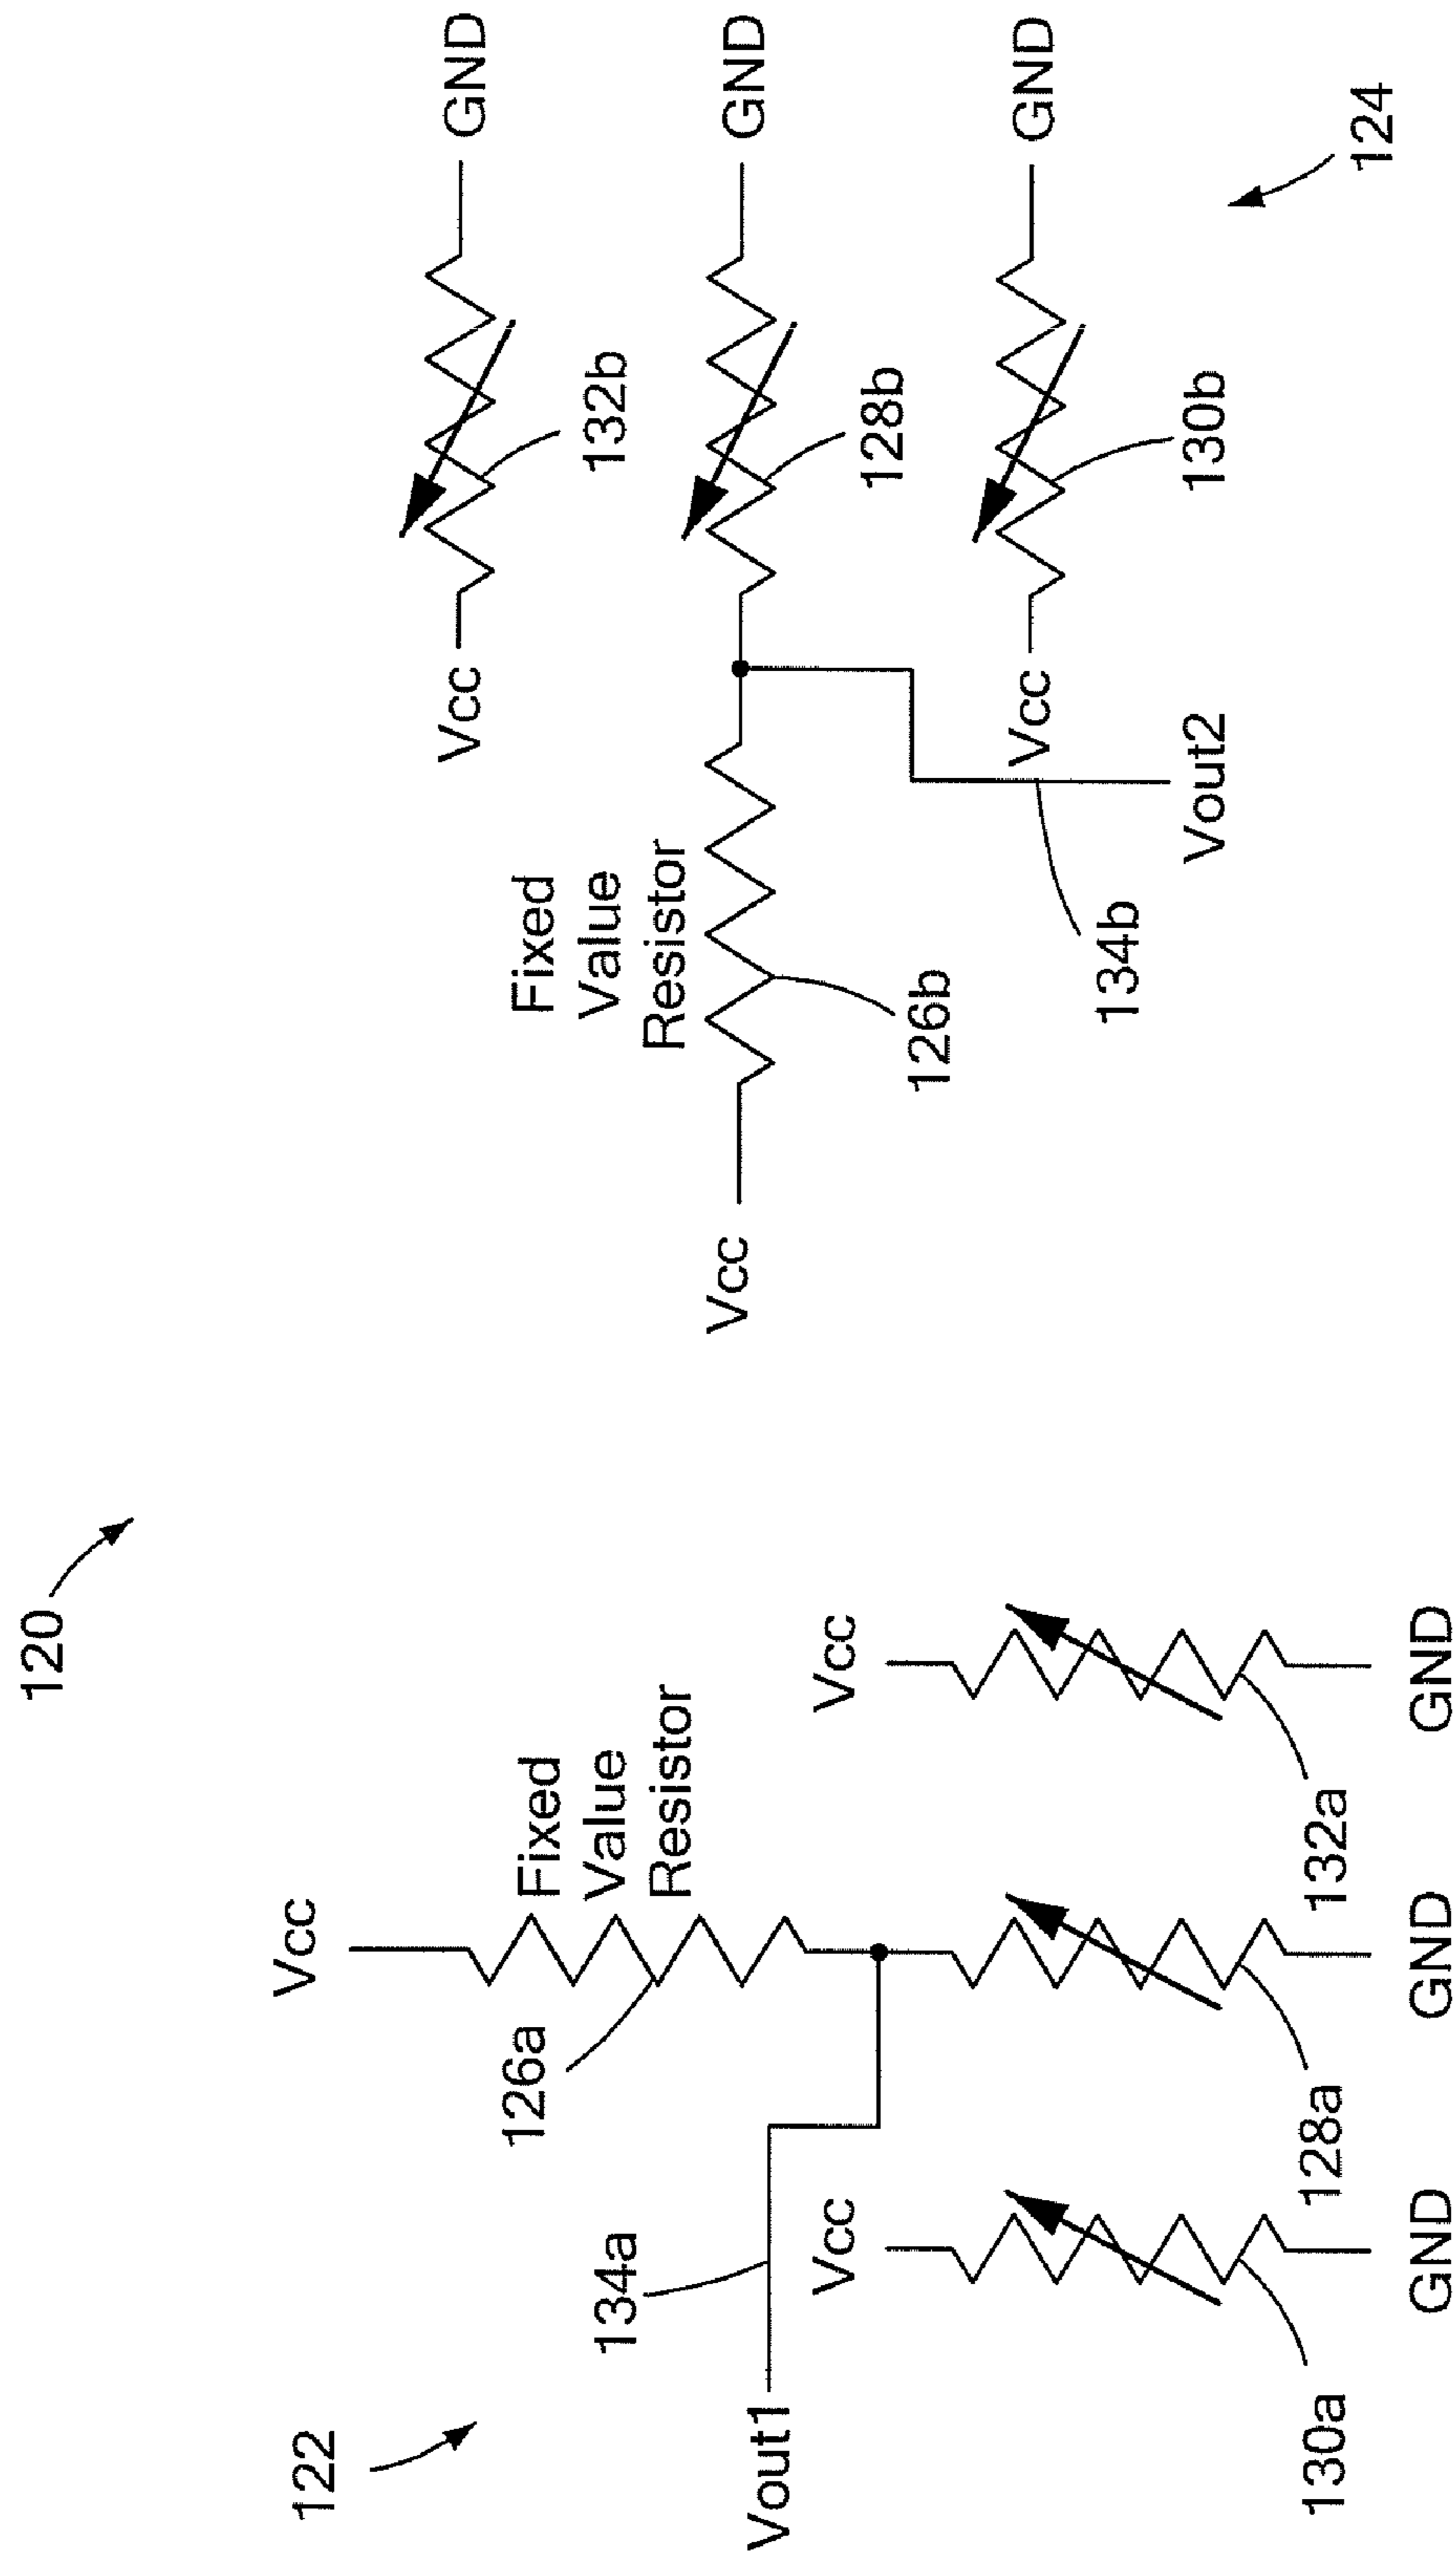 120
122
Vcc
Fixed
Value
Resistor
126a
134a
Vout1
Vcc
Vcc
130a
128a
132a
GND
GND
GND
Vcc
GND
132b
Fixed
Value
Resistor
Vcc
GND
126b
128b
134b
Vcc
GND
130b
Vout2
124